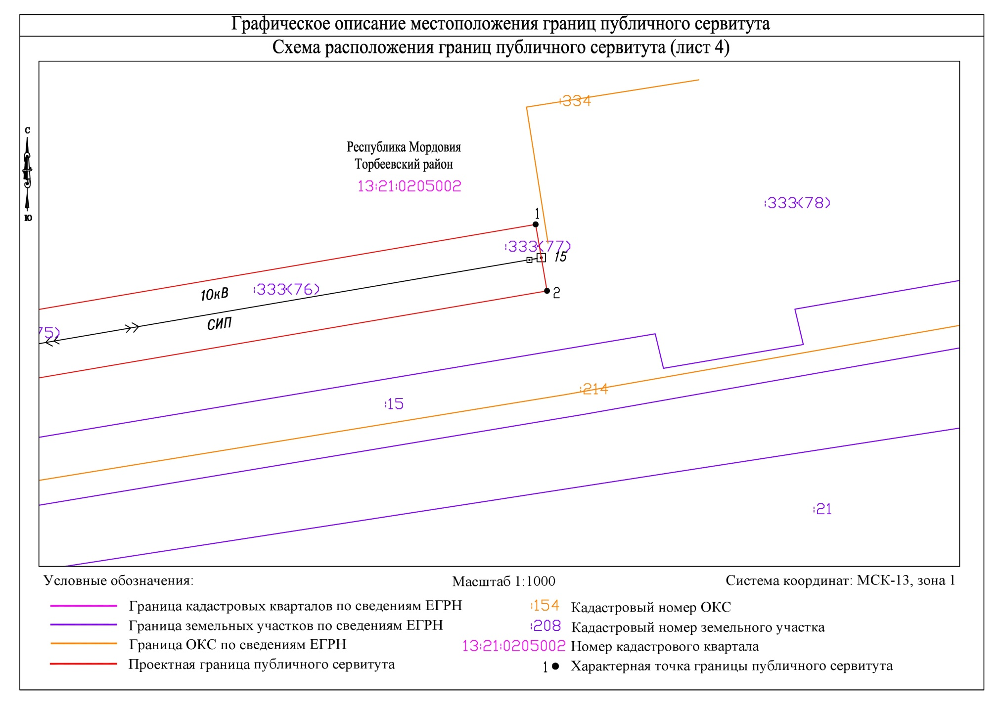 Графическое описание местоположения границ публичного сервитута
Схема расположения границ публичного сервитута (лист 4)
:334
С
Республика Мордовия
Торбеевский район
13:21:0205002
:333(78)
Ю
1
:333(77)
15
10кВ
:333(76)
2
СИП
75)
:214
:15
:21
Условные обозначения:
Масштаб 1:1000
Система координат: МСК-13, зона 1
Граница кадастровых кварталов по сведениям ЕГРН
:154 Кадастровый номер ОКС
Граница земельных участков по сведениям ЕГРН
:208 Кадастровый номер земельного участка
Граница ОКС по сведениям ЕГРН
13:21:0205002 Номер кадастрового квартала
Проектная граница публичного сервитута
1 Характерная точка границы публичного сервитута